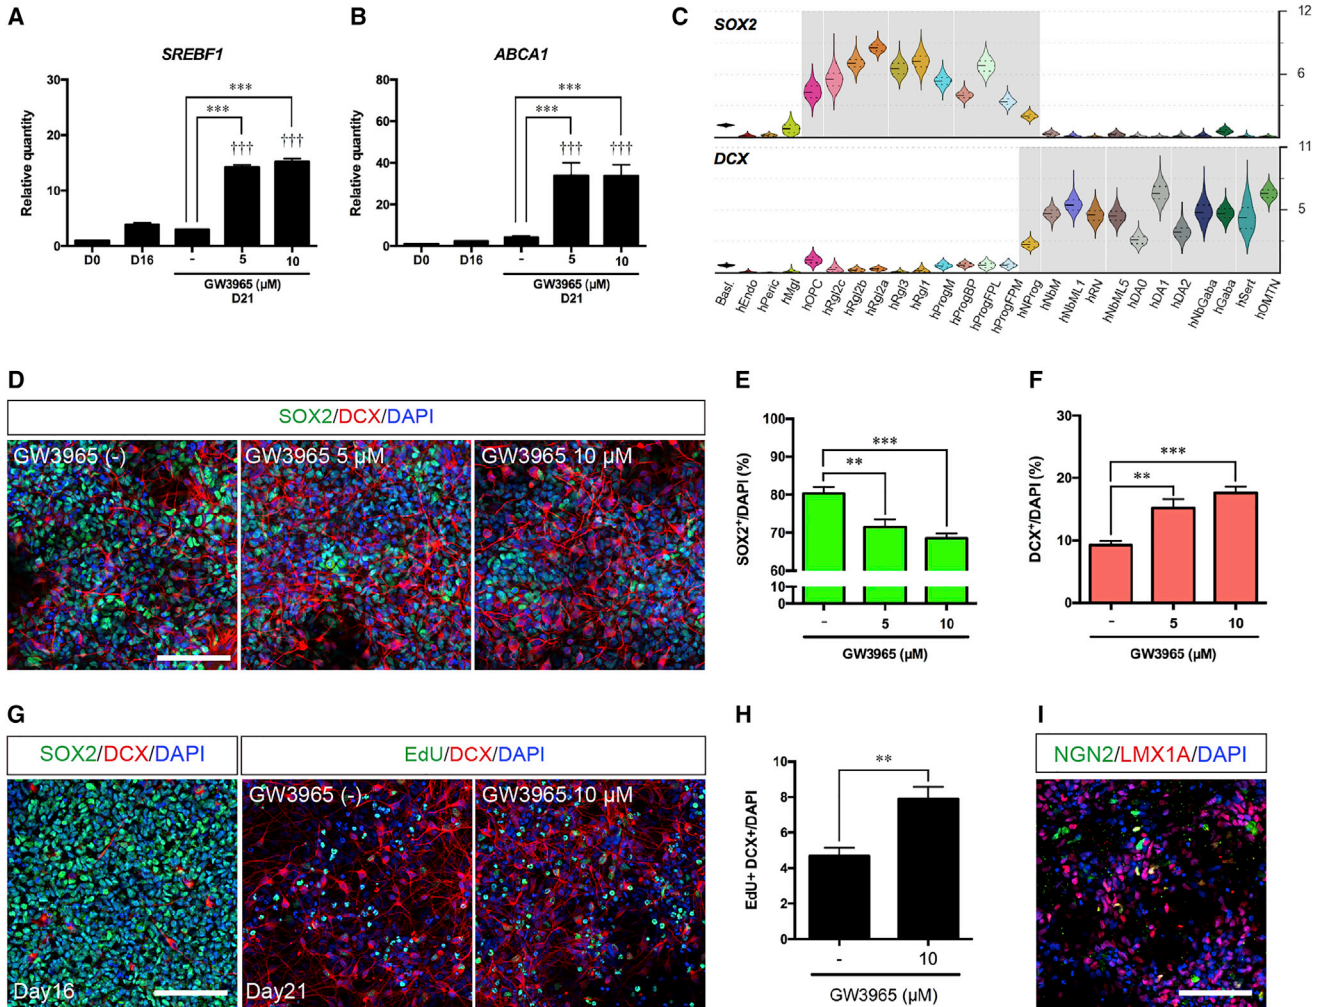 A
SREBF1
Relative quantity
30
20
10
0
***
***
†††
†††
D0
D16
-
5
10
GW3965 (µM)
D21
B
ABCA1
Relative quantity
80
60
40
20
0
***
***
†††
†††
D0
D16
-
5
10
GW3965 (µM)
D21
C
SOX2
12
6
DCX
11
5
Basl.
hEndo
hPeric
hMgl
hOPC
hRgl2c
hRgl2b
hRgl2a
hRgl3
hRgl1
hProgM
hProgBP
hProgFPL
hProgFPM
hNProg
hNbM
hNbML1
hRN
hNbML5
hDA0
hDA1
hDA2
hNbGaba
hGaba
hSert
hOMTN
D
SOX2/DCX/DAPI
GW3965 (-)
GW3965 5 µM
GW3965 10 µM
E
SOX2+/DAPI (%)
100
90
80
70
60
10
0
***
**
-
5
10
GW3965 (µM)
F
DCX+/DAPI (%)
30
20
10
0
***
**
-
5
10
GW3965 (µM)
G
SOX2/DCX/DAPI
EdU/DCX/DAPI
GW3965 (-)
GW3965 10 µM
Day16
Day21
H
EdU+ DCX+/DAPI
10
8
6
4
2
0
**
-
10
GW3965 (µM)
I
NGN2/LMX1A/DAPI